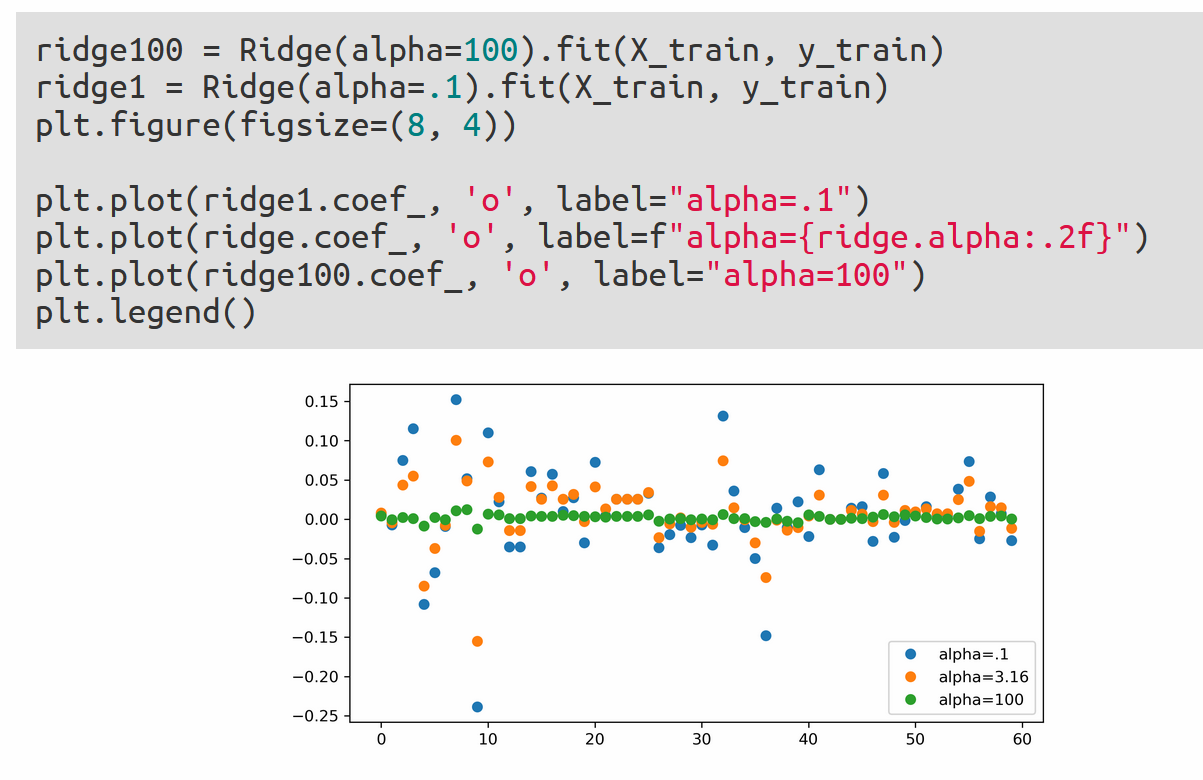 ridge100 = Ridge(alpha=100).fit(X_train, y_train)
ridge1 = Ridge(alpha=.1).fit(X_train, y_train)
plt.figure(figsize=(8, 4))
plt.plot(ridge1.coef_, 'o', label="alpha=.1")
plt.plot(ridge.coef_, 'o', label=f"alpha={ridge.alpha:.2f}")
plt.plot(ridge100.coef_, 'o', label="alpha=100")
plt.legend()
0.15
0.10
0.05
0.00
−0.05
−0.10
−0.15
−0.20
−0.25
alpha=.1
alpha=3.16
alpha=100
0 10 20 30 40 50 60